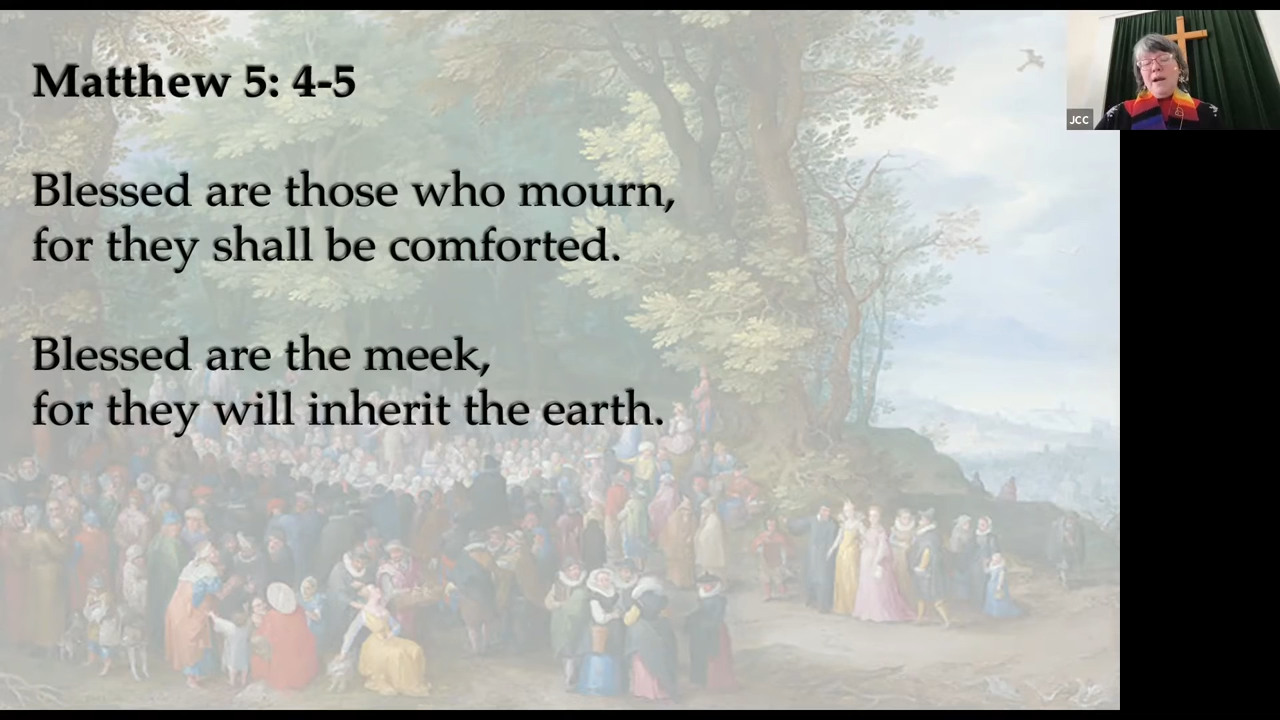 Matthew 5: 4-5
Blessed are those who mourn,
for they shall be comforted.
Blessed are the meek,
for they will inherit the earth.
JCC